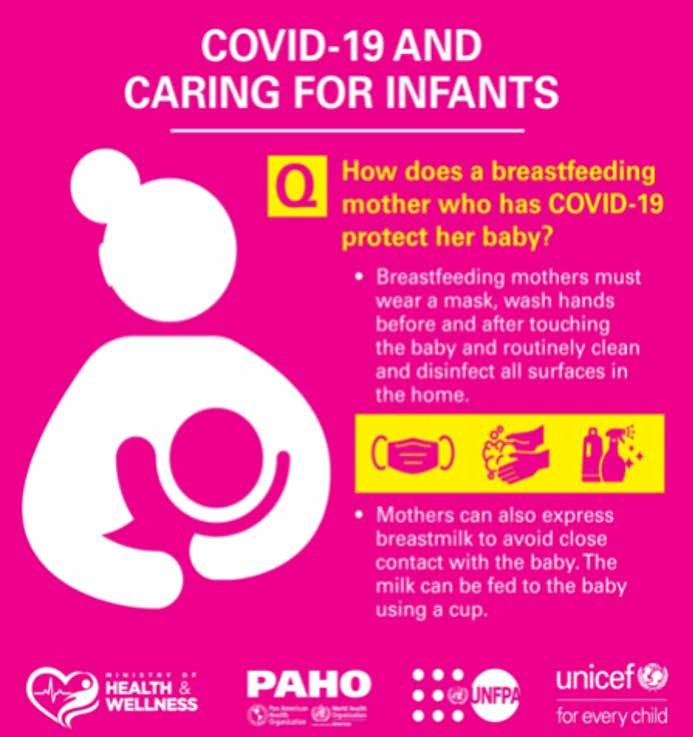 COVID-19 AND
CARING FOR INFANTS
Q
How does a breastfeeding
mother who has COVID-19
protect her baby?
• Breastfeeding mothers must
wear a mask, wash hands
before and after touching
the baby and routinely clean
and disinfect all surfaces in
the home.
• Mothers can also express
breastmilk to avoid close
contact with the baby. The
milk can be fed to the baby
using a cup.
MINISTRY OF
HEALTH &
WELLNESS
PAHO
Pan American
Health
Organization
World Health
Organization
UNFPA
unicef
for every child